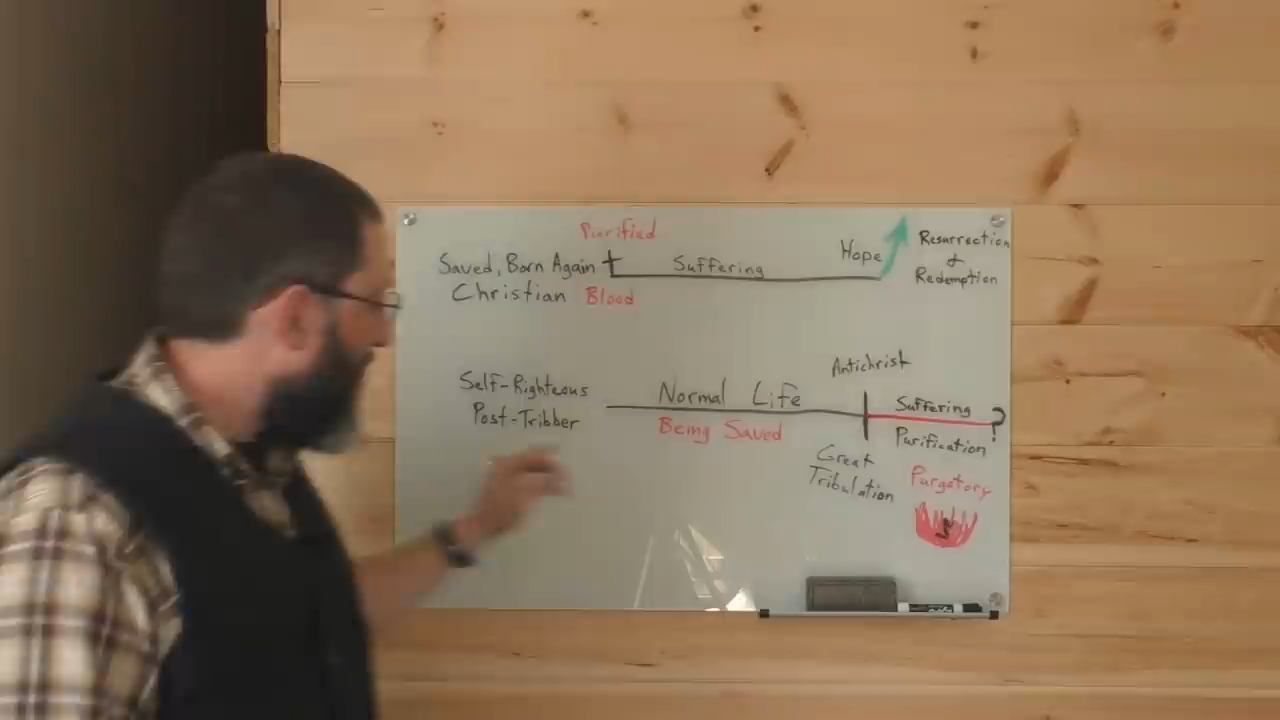 Purified
Saved, Born Again
Suffering
Hope
Resurrection
&
Redemption
Christian Blood
Antichrist
Self-Righteous
Post-Tribber
Normal Life
Being Saved
Suffering
?
Purification
Great
Tribulation
Purgatory